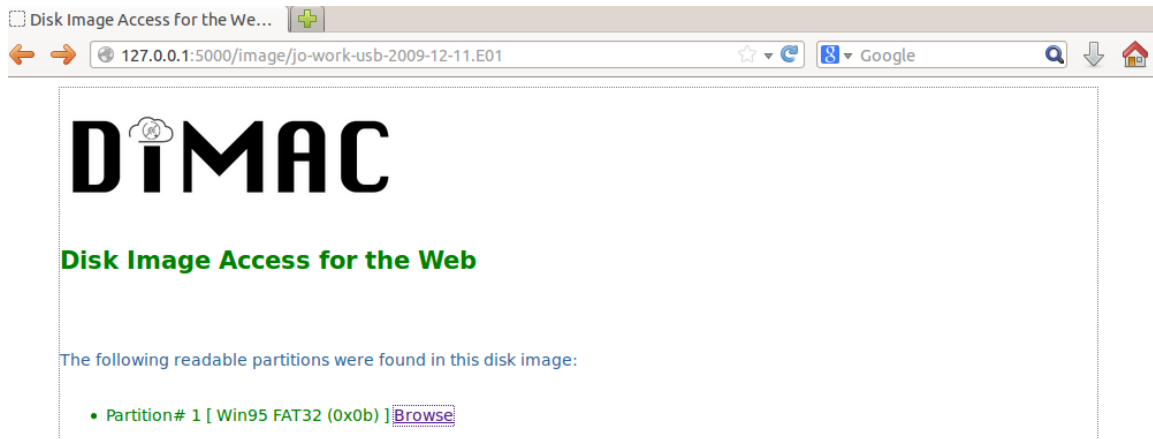 Disk Image Access for the We...
127.0.0.1:5000/image/jo-work-usb-2009-12-11.E01
8 Google
DiMAC
Disk Image Access for the Web
The following readable partitions were found in this disk image:
• Partition# 1 [ Win95 FAT32 (0x0b) ] Browse